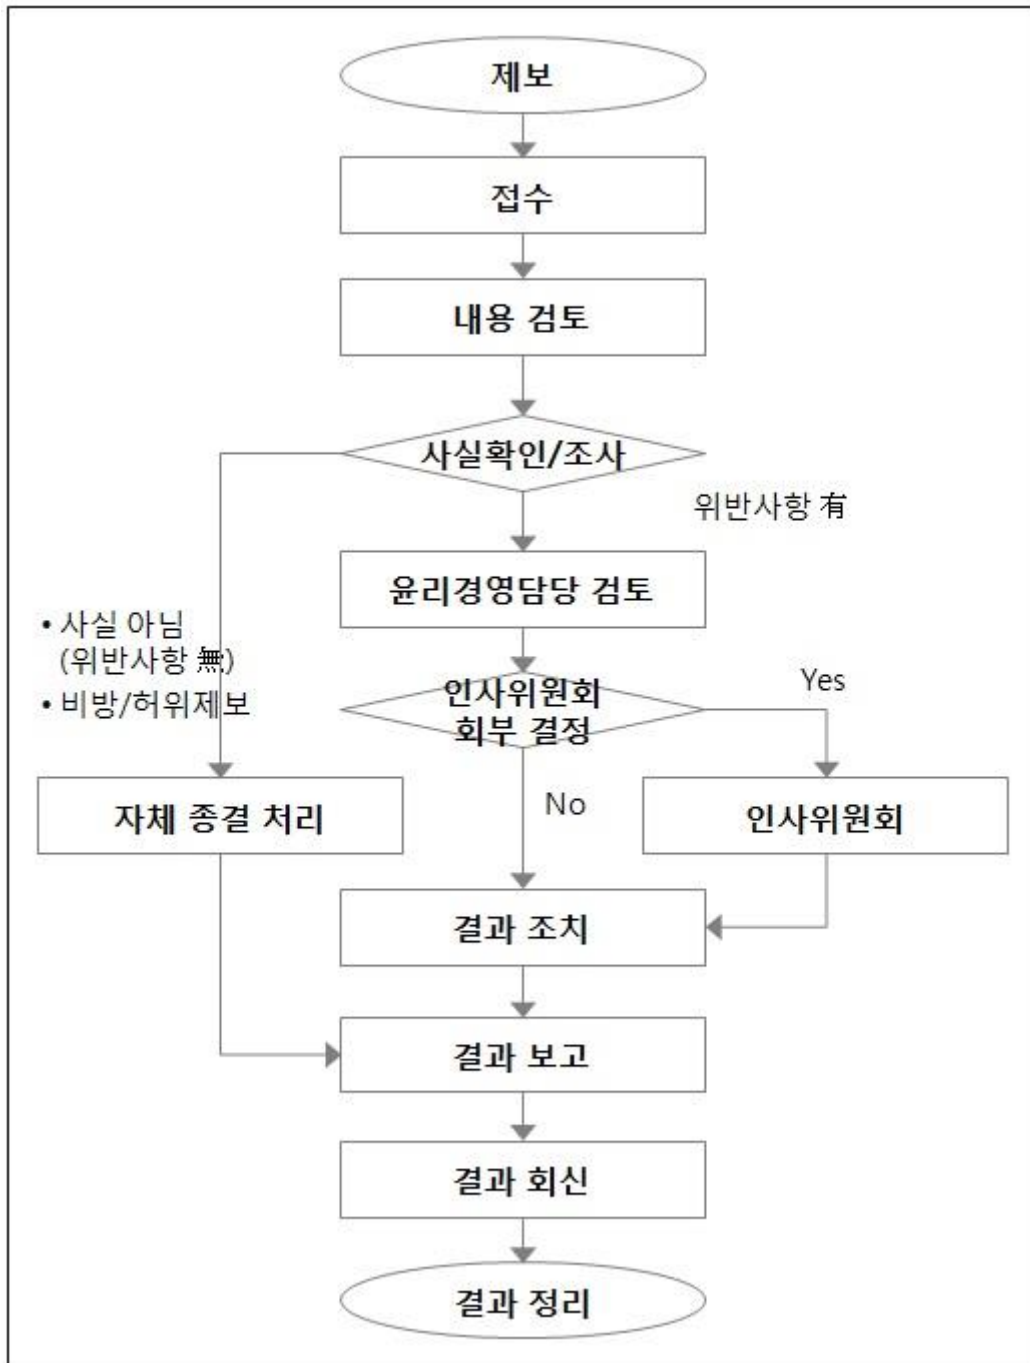 제보
접수
내용 검토
사실확인/조사
위반사항 有
윤리경영담당 검토
• 사실 아님
(위반사항 無)
• 비방/허위제보
인사위원회
회부 결정
Yes
No
자체 종결 처리
인사위원회
결과 조치
결과 보고
결과 회신
결과 정리